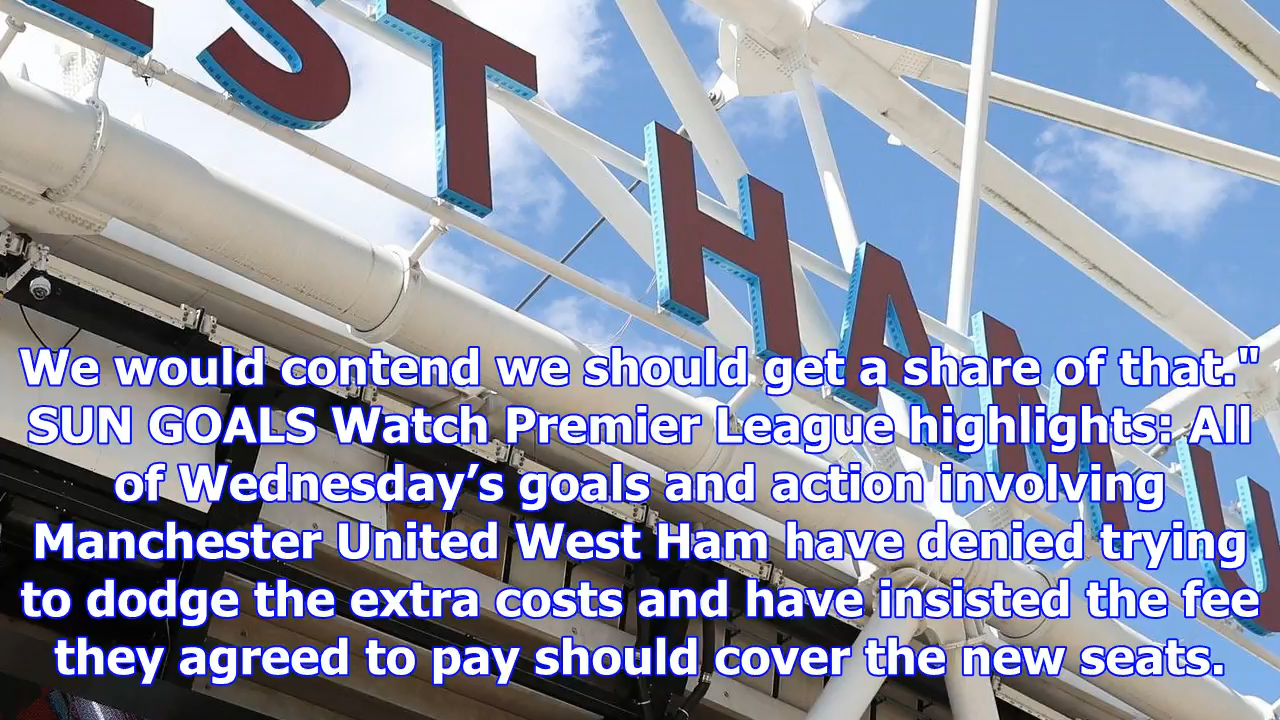 EST HAM U
We would contend we should get a share of that."
SUN GOALS Watch Premier League highlights: All
of Wednesday’s goals and action involving
Manchester United West Ham have denied trying
to dodge the extra costs and have insisted the fee
they agreed to pay should cover the new seats.